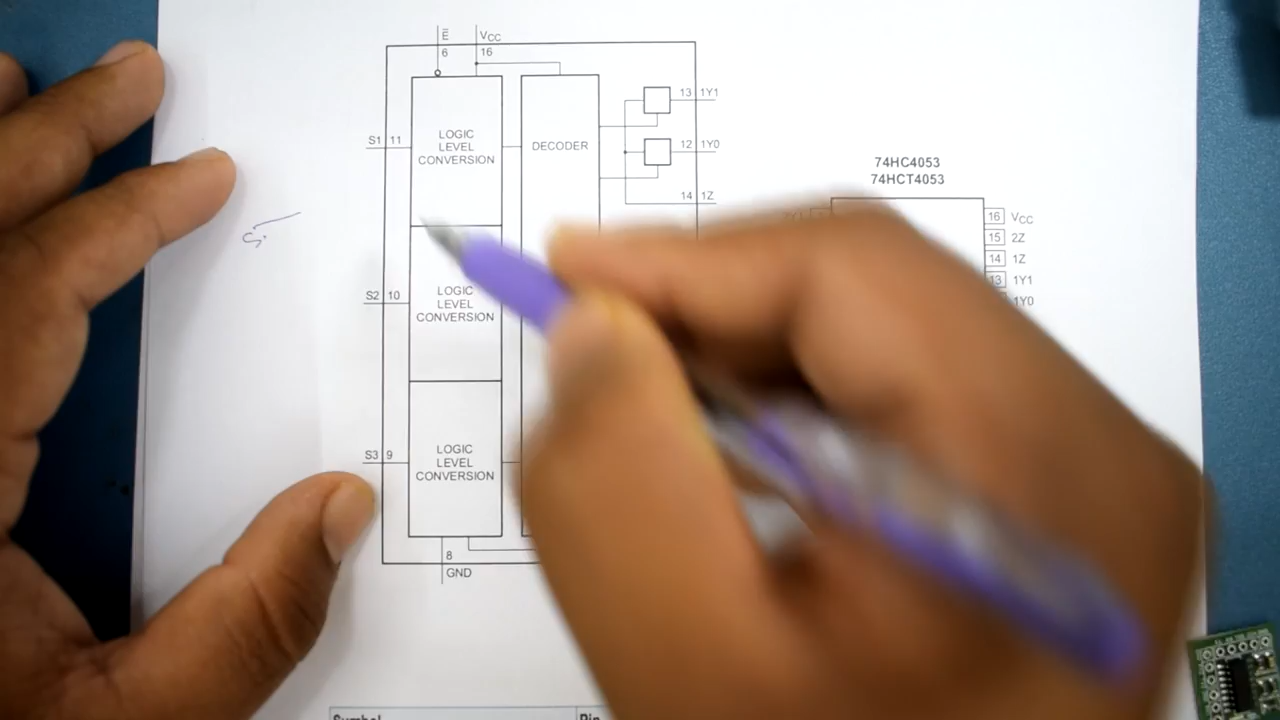 E̅ VCC
6 16
13 1Y1
S1 11 LOGIC LEVEL CONVERSION
DECODER
12 1Y0
14 1Z
S2 10 LOGIC LEVEL CONVERSION
S3 9 LOGIC LEVEL CONVERSION
8
GND
74HC4053
74HCT4053
16 VCC
15 2Z
14 1Z
13 1Y1
1Y0
Symbol Pin